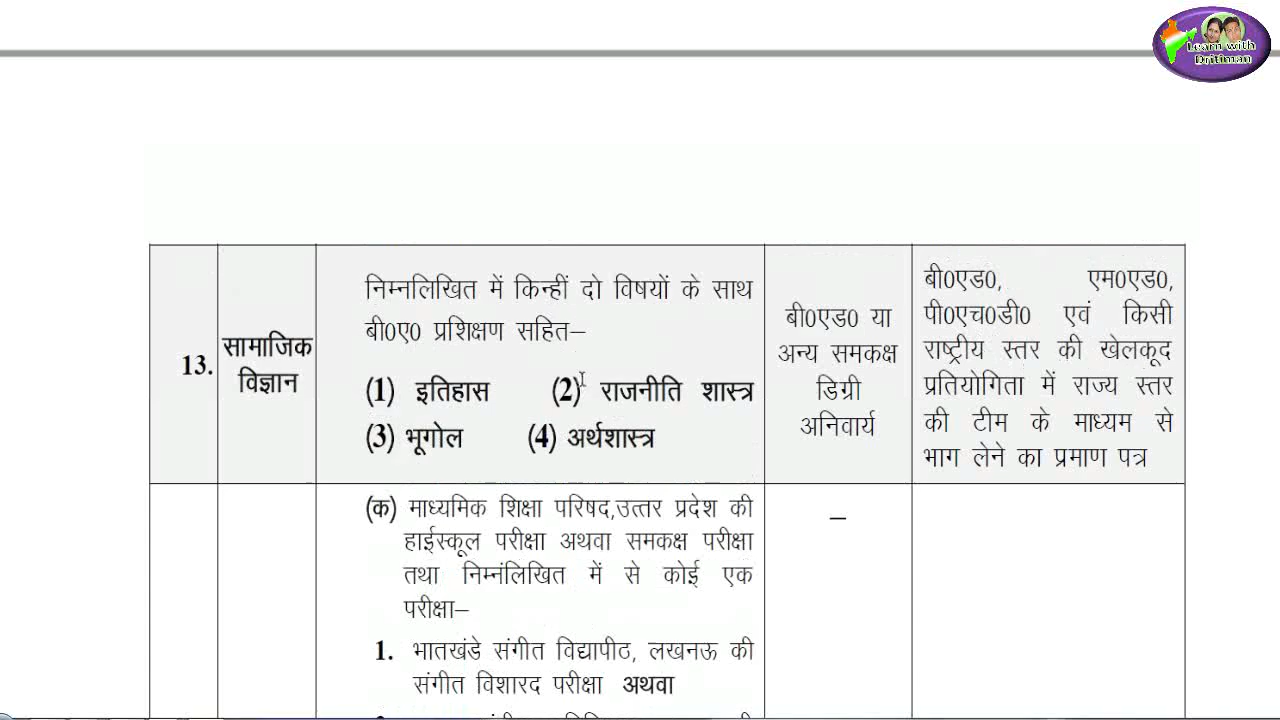 Learn with
Dritiman
13.
सामाजिक
विज्ञान
निम्नलिखित में किन्हीं दो विषयों के साथ
बी0ए0 प्रशिक्षण सहित–
(1) इतिहास (2) राजनीति शास्त्र
(3) भूगोल (4) अर्थशास्त्र
बी0एड0 या
अन्य समकक्ष
डिग्री
अनिवार्य
बी0एड0, एम0एड0,
पी0एच0डी0 एवं किसी
राष्ट्रीय स्तर की खेलकूद
प्रतियोगिता में राज्य स्तर
की टीम के माध्यम से
भाग लेने का प्रमाण पत्र
(क) माध्यमिक शिक्षा परिषद,उत्तर प्रदेश की
हाईस्कूल परीक्षा अथवा समकक्ष परीक्षा
तथा निम्नंलिखित में से कोई एक
परीक्षा–
1. भातखंडे संगीत विद्यापीठ, लखनऊ की
संगीत विशारद परीक्षा अथवा
–